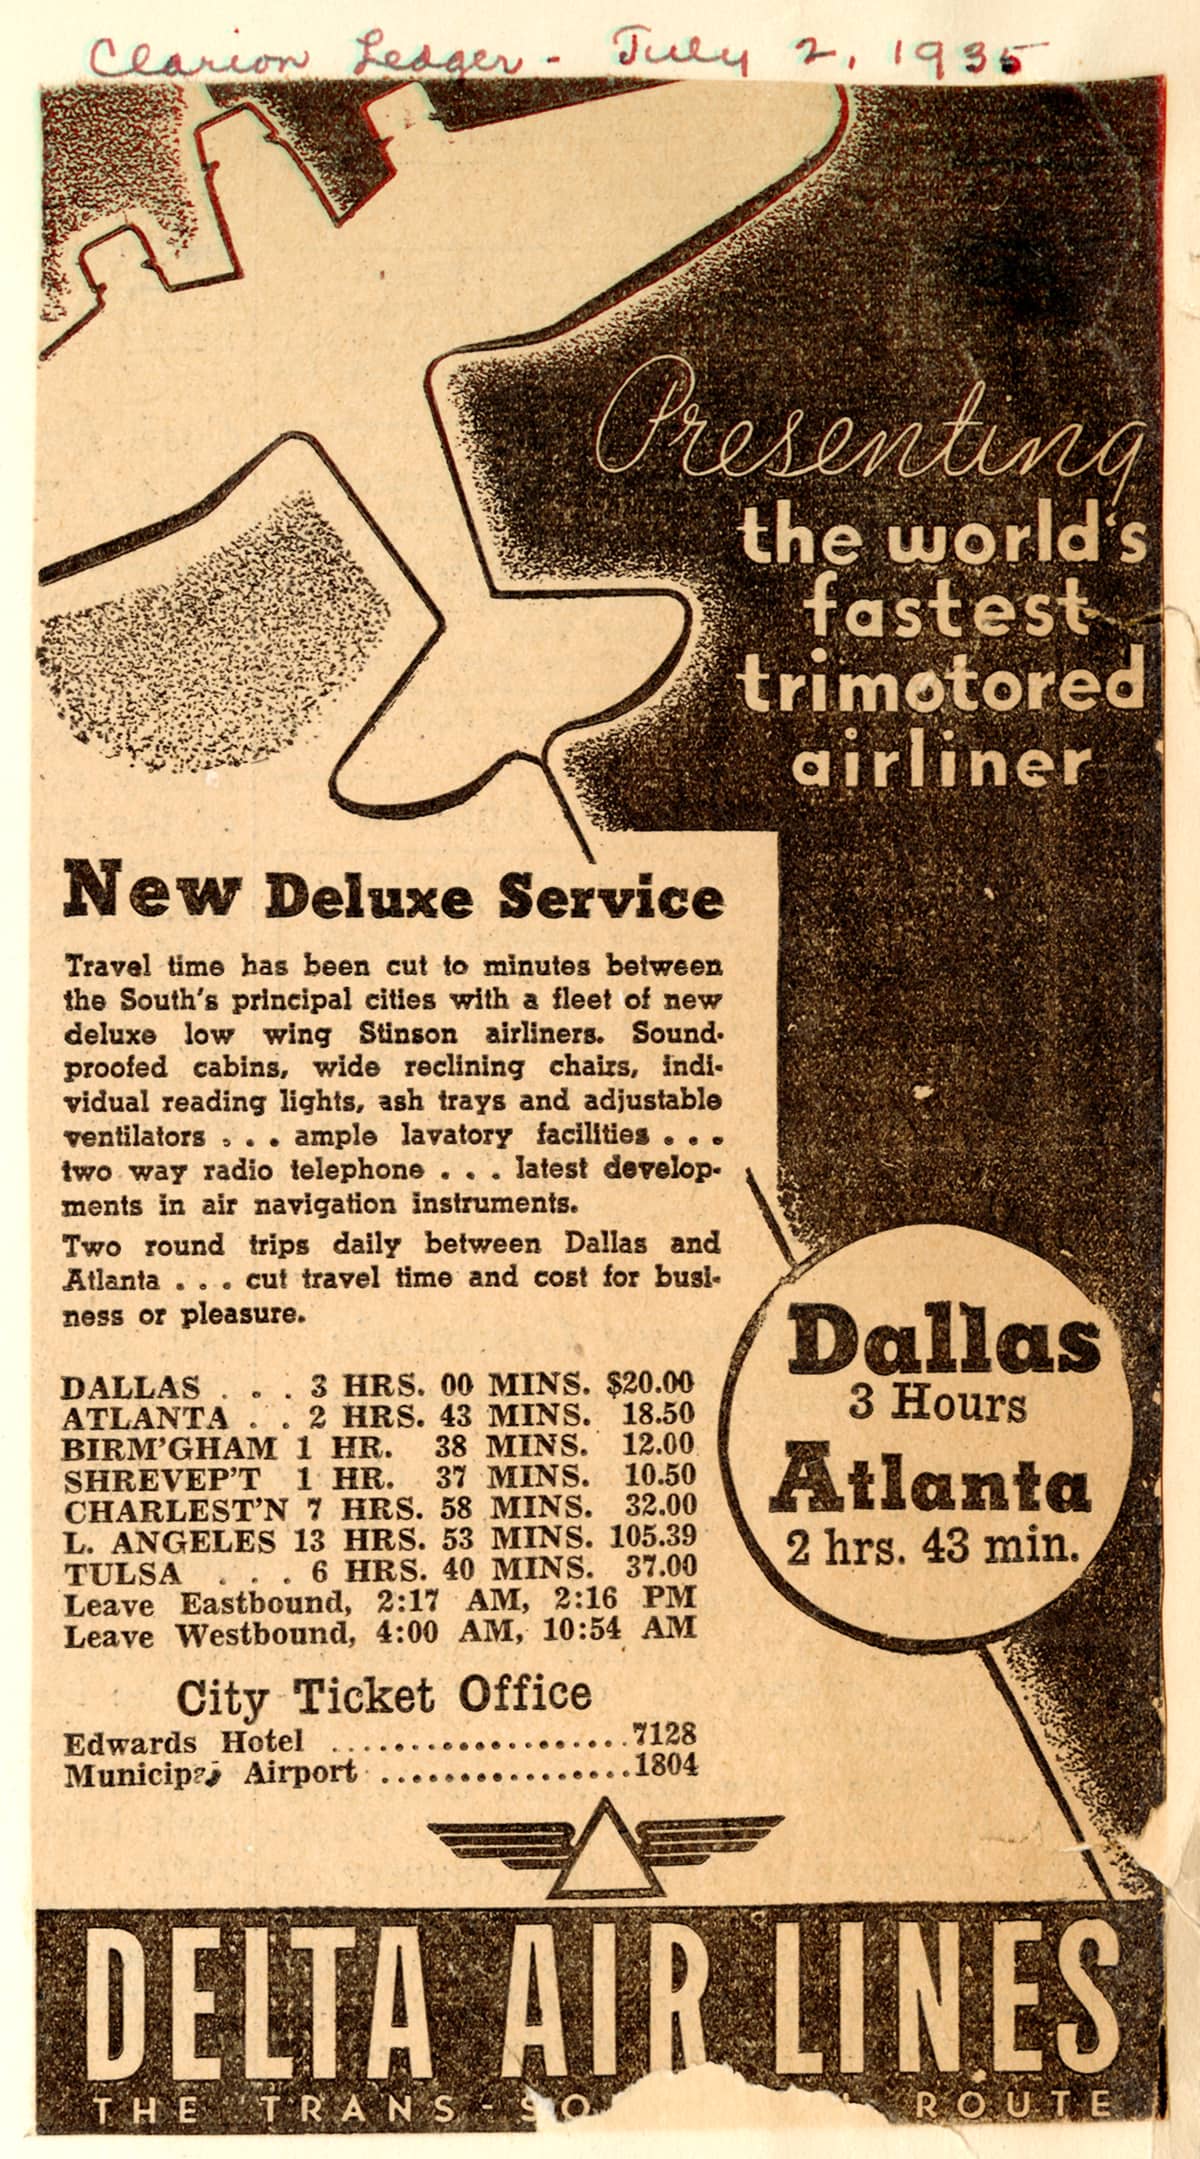 Clarion Ledger - July 2, 1935
Presenting
the world's
fastest
trimotored
airliner
New Deluxe Service
Travel time has been cut to minutes between
the South's principal cities with a fleet of new
deluxe low wing Stinson airliners. Sound-
proofed cabins, wide reclining chairs, indi-
vidual reading lights, ash trays and adjustable
ventilators . . . ample lavatory facilities . . .
two way radio telephone . . . latest develop-
ments in air navigation instruments.
Two round trips daily between Dallas and
Atlanta . . . cut travel time and cost for busi-
ness or pleasure.
DALLAS . . . 3 HRS. 00 MINS. $20.00
ATLANTA . . 2 HRS. 43 MINS. 18.50
BIRM'GHAM 1 HR. 38 MINS. 12.00
SHREVEP'T 1 HR. 37 MINS. 10.50
CHARLEST'N 7 HRS. 58 MINS. 32.00
L. ANGELES 13 HRS. 53 MINS. 105.39
TULSA . . . 6 HRS. 40 MINS. 37.00
Leave Eastbound, 2:17 AM, 2:16 PM
Leave Westbound, 4:00 AM, 10:54 AM
Dallas
3 Hours
Atlanta
2 hrs. 43 min.
City Ticket Office
Edwards Hotel ....................7128
Municipal Airport .................1804
DELTA AIR LINES
THE TRANS-SO ROUTE